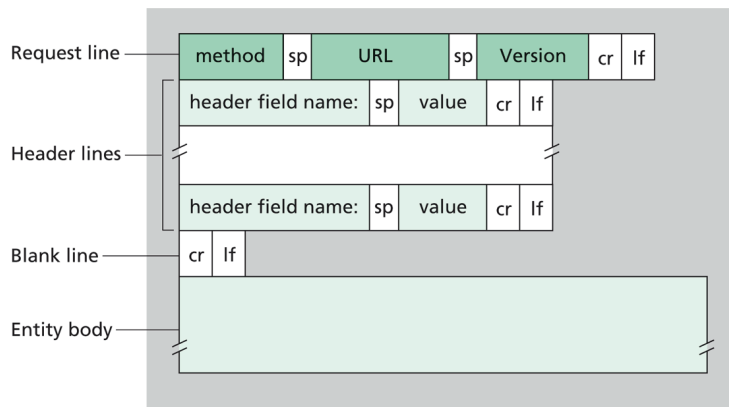 Request line method sp URL sp Version cr lf
header field name: sp value cr lf
Header lines
header field name: sp value cr lf
Blank line cr lf
Entity body